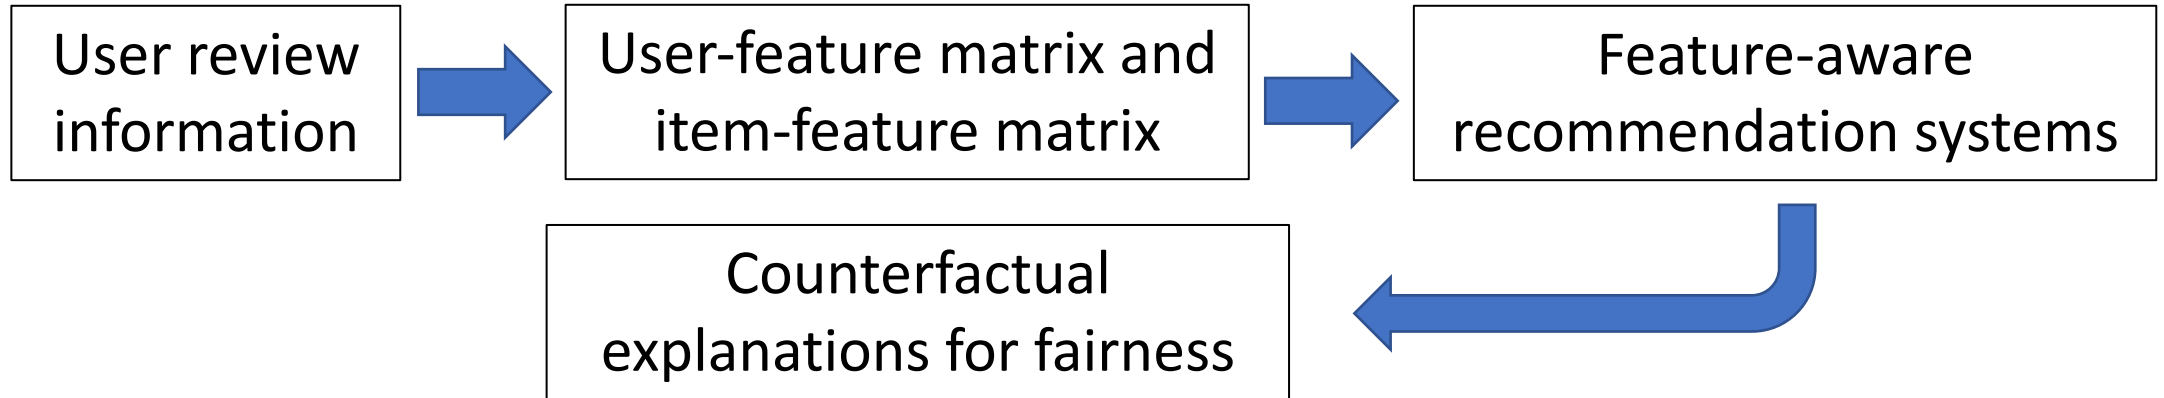 User review
information
User-feature matrix and
item-feature matrix
Feature-aware
recommendation systems
Counterfactual
explanations for fairness